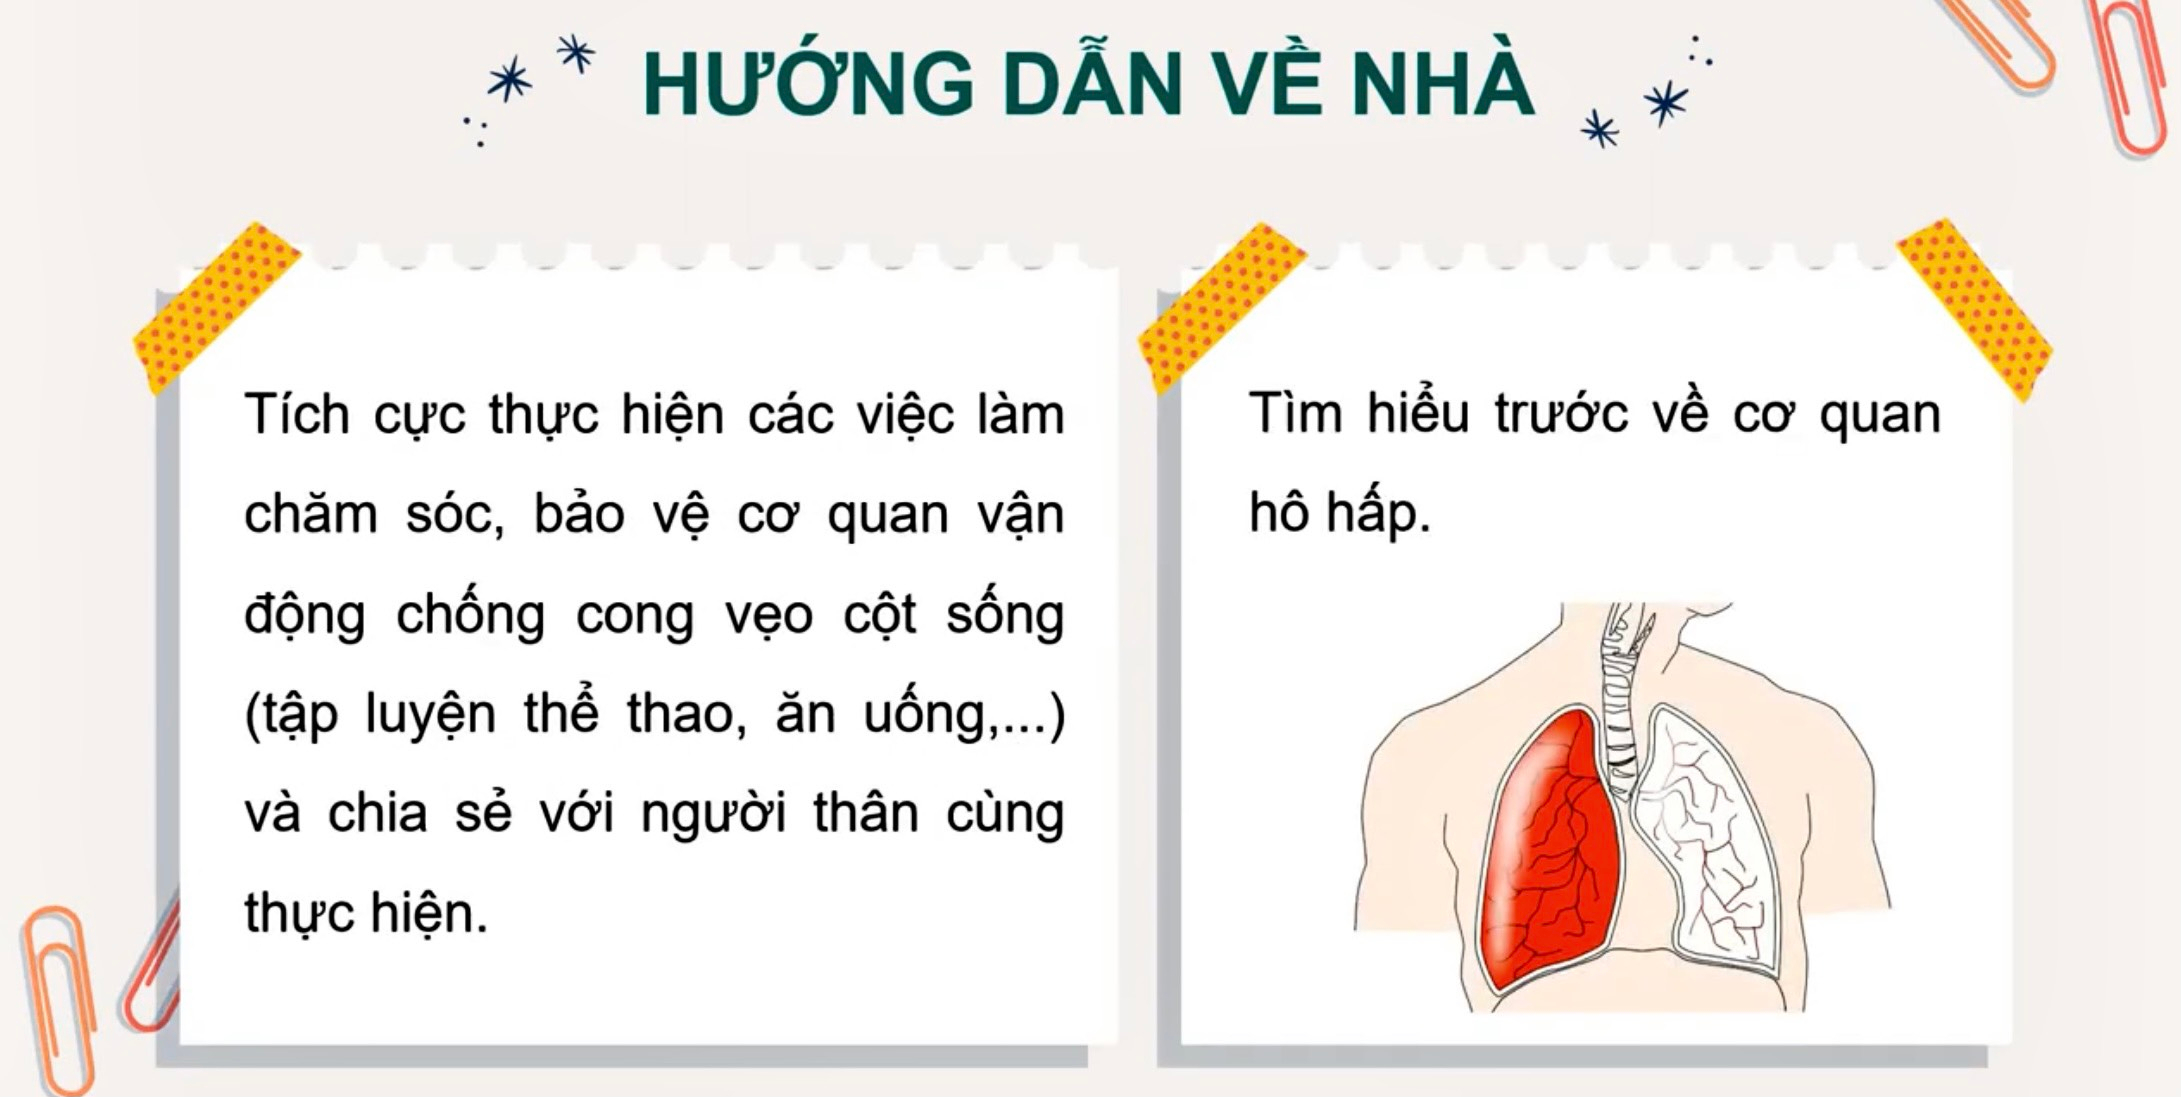 HƯỚNG DẪN VỀ NHÀ
Tích cực thực hiện các việc làm
chăm sóc, bảo vệ cơ quan vận
động chống cong vẹo cột sống
(tập luyện thể thao, ăn uống,...)
và chia sẻ với người thân cùng
thực hiện.
Tìm hiểu trước về cơ quan
hô hấp.